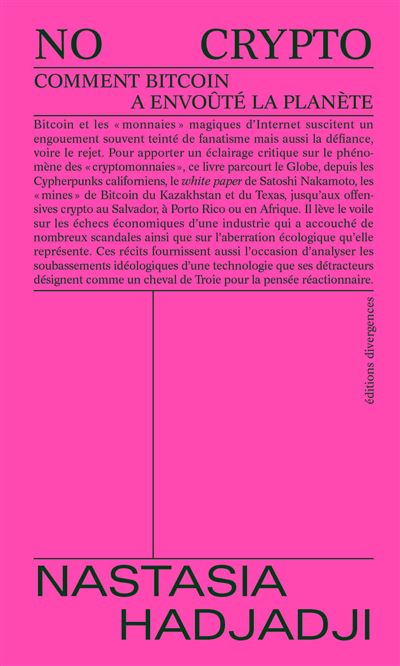 NO CRYPTO
COMMENT BITCOIN
A ENVOÛTÉ LA PLANÈTE
Bitcoin et les « monnaies » magiques d’Internet suscitent un
engouement souvent teinté de fanatisme mais aussi la défiance,
voire le rejet. Pour apporter un éclairage critique sur le phéno-
mène des « cryptomonnaies », ce livre parcourt le Globe, depuis les
Cypherpunks californiens, le white paper de Satoshi Nakamoto, les
« mines » de Bitcoin du Kazakhstan et du Texas, jusqu’aux offen-
sives crypto au Salvador, à Porto Rico ou en Afrique. Il lève le voile
sur les échecs économiques d’une industrie qui a accouché de
nombreux scandales ainsi que sur l’aberration écologique qu’elle
représente. Ces récits fournissent aussi l’occasion d’analyser les
soubassements idéologiques d’une technologie que ses détracteurs
désignent comme un cheval de Troie pour la pensée réactionnaire.
éditions divergences
NASTASIA
HADJADJI